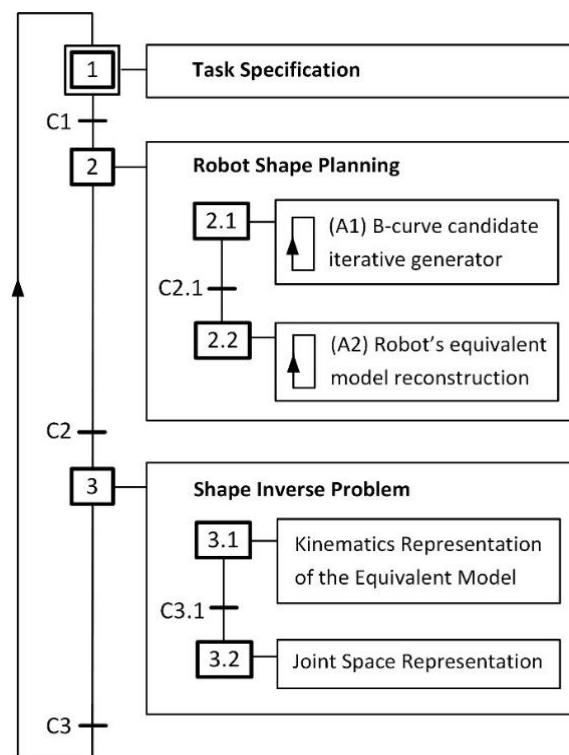 1
Task Specification
C1
2
Robot Shape Planning
2.1
(A1) B-curve candidate
iterative generator
C2.1
2.2
(A2) Robot's equivalent
model reconstruction
C2
3
Shape Inverse Problem
3.1
Kinematics Representation
of the Equivalent Model
C3.1
3.2
Joint Space Representation
C3